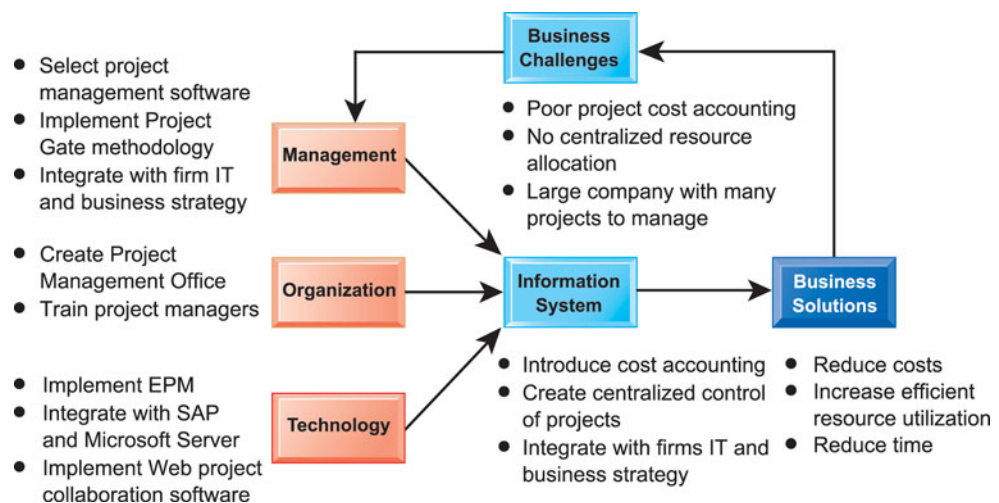 Business
Challenges
• Poor project cost accounting
• No centralized resource
allocation
• Large company with many
projects to manage
• Select project
management software
• Implement Project
Gate methodology
• Integrate with firm IT
and business strategy
Management
• Create Project
Management Office
• Train project managers
Organization
Information
System
Business
Solutions
• Implement EPM
• Integrate with SAP
and Microsoft Server
• Implement Web project
collaboration software
Technology
• Introduce cost accounting
• Create centralized control
of projects
• Integrate with firms IT and
business strategy
• Reduce costs
• Increase efficient
resource utilization
• Reduce time